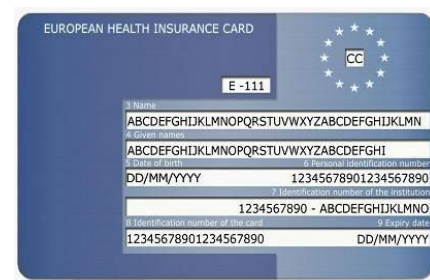 EUROPEAN HEALTH INSURANCE CARD
CC
E -111
3 Name
ABCDEFGHIJKLMNOPQRSTUVWXYZABCDEFGHIJKLMN
4 Given names
ABCDEFGHIJKLMNOPQRSTUVWXYZABCDEFGHI
5 Date of birth 6 Personal identification number
DD/MM/YYYY 12345678901234567890
7 Identification number of the institution
1234567890 - ABCDEFGHIJKLMNO
8 Identification number of the card 9 Expiry date
12345678901234567890 DD/MM/YYYY